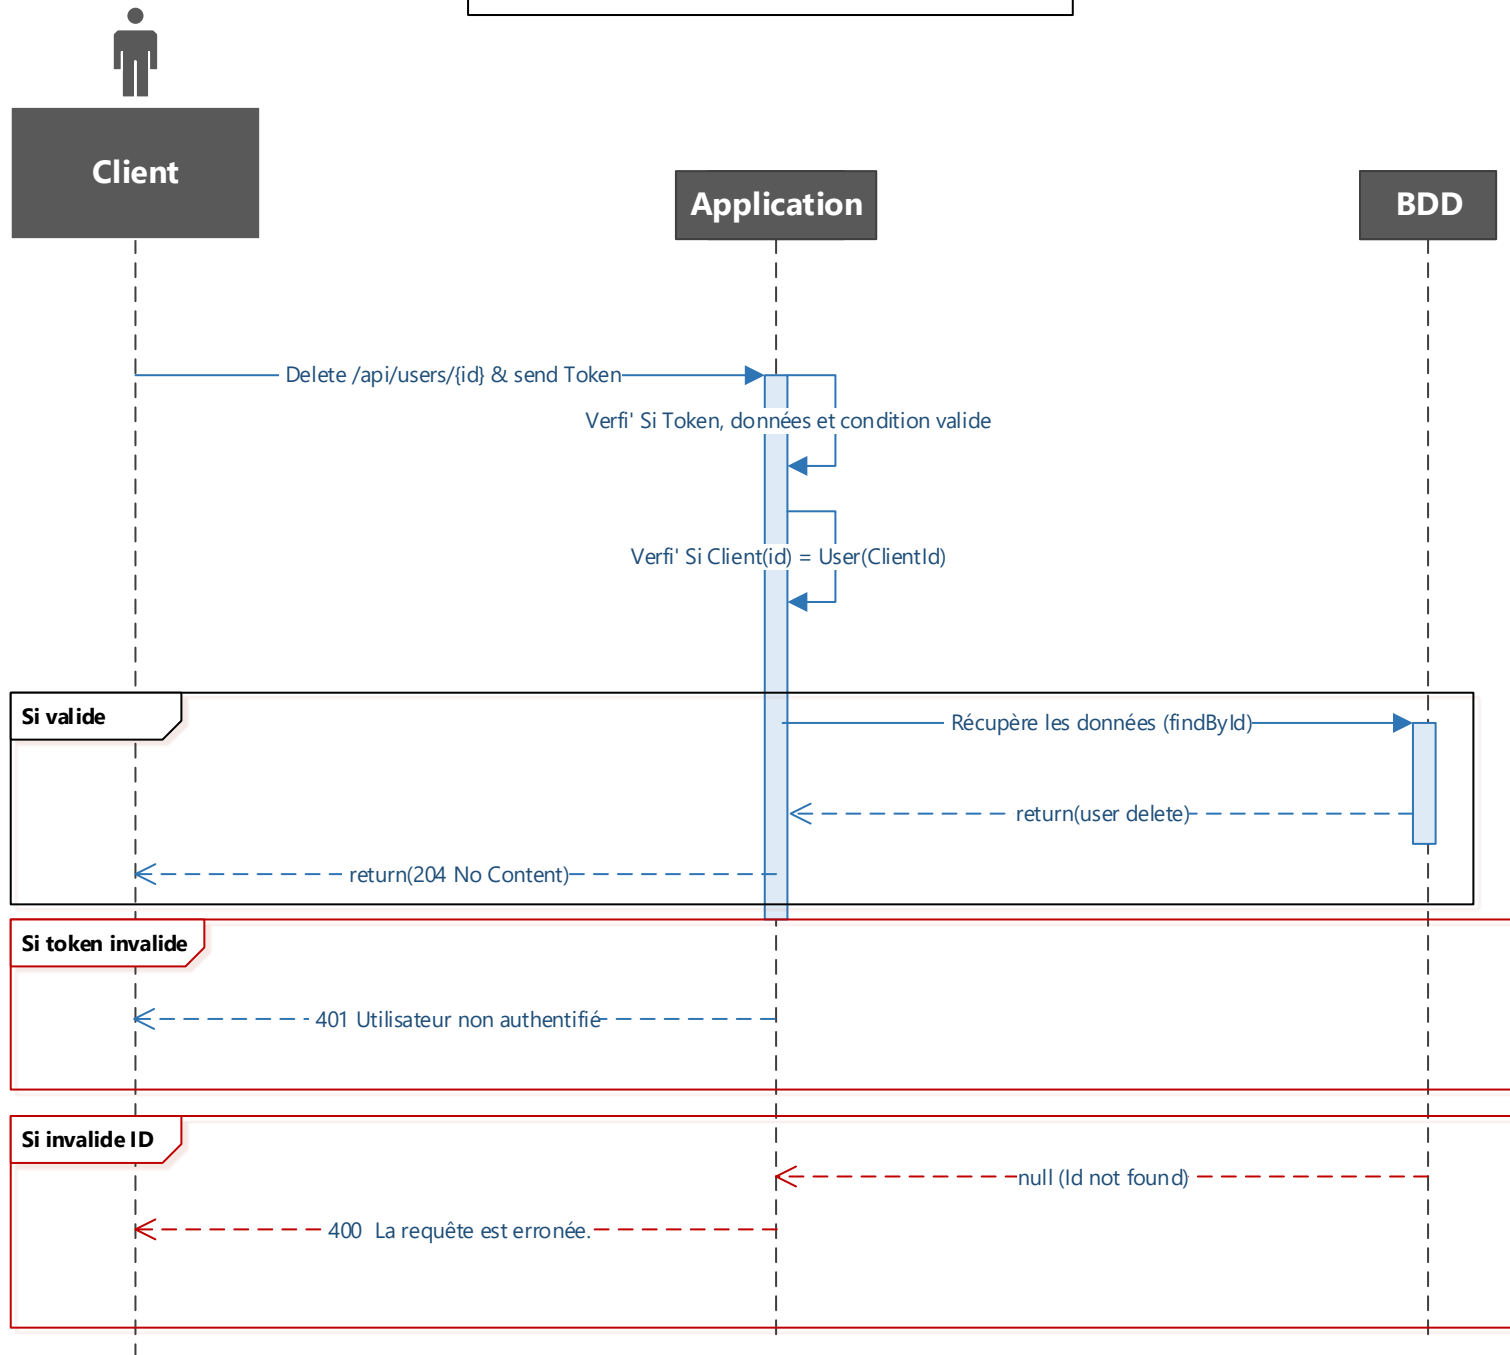 Client
Application
BDD
Delete /api/users/{id} & send Token
Verfi' Si Token, données et condition valide
Verfi' Si Client(id) = User(ClientId)
Si valide
Récupère les données (findById)
return(user delete)
return(204 No Content)
Si token invalide
401 Utilisateur non authentifié
Si invalide ID
null (Id not found)
400 La requête est erronée.